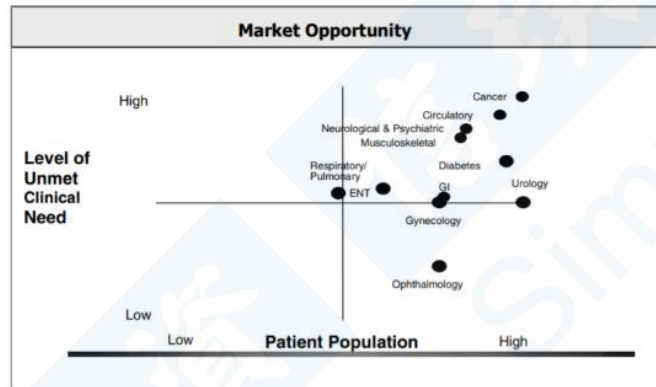 Market Opportunity
High
Cancer
Circulatory
Neurological & Psychiatric
Musculoskeletal
Level of
Unmet
Clinical
Need
Respiratory/
Pulmonary
Diabetes
ENT
GI
Urology
Gynecology
Ophthalmology
Low
Low
Patient Population
High